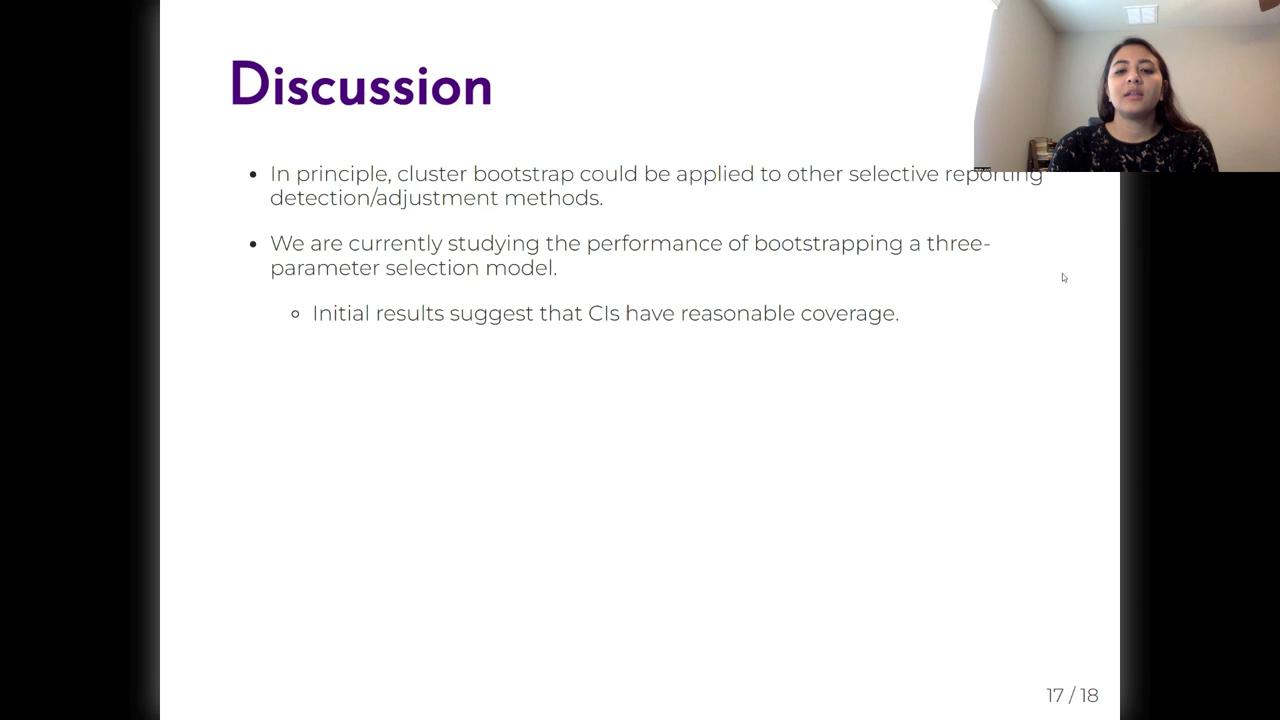 Discussion
• In principle, cluster bootstrap could be applied to other selective reporting
detection/adjustment methods.
• We are currently studying the performance of bootstrapping a three-
parameter selection model.
◦ Initial results suggest that CIs have reasonable coverage.
17 / 18